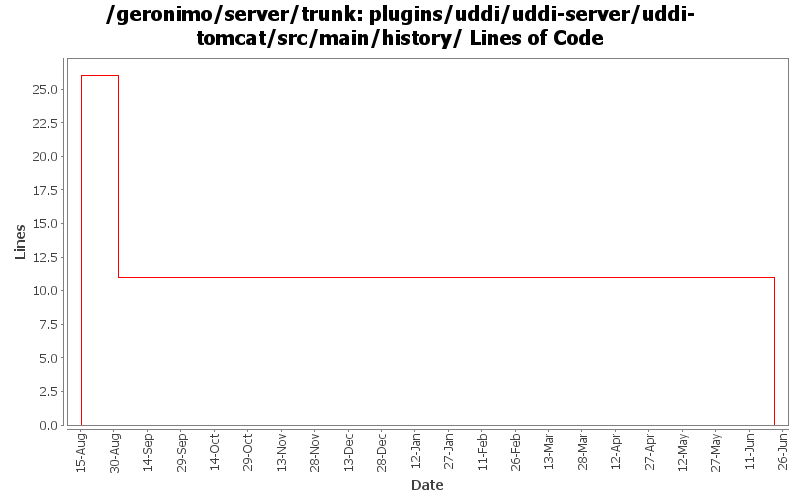 /geronimo/server/trunk: plugins/uddi/uddi-server/uddi-
tomcat/src/main/history/ Lines of Code
25.0
22.5
20.0
17.5
15.0
12.5
10.0
7.5
5.0
2.5
0.0
Lines
15-Aug
30-Aug
14-Sep
29-Sep
14-Oct
29-Oct
13-Nov
28-Nov
13-Dec
28-Dec
12-Jan
27-Jan
11-Feb
26-Feb
13-Mar
28-Mar
12-Apr
27-Apr
12-May
27-May
11-Jun
26-Jun
Date